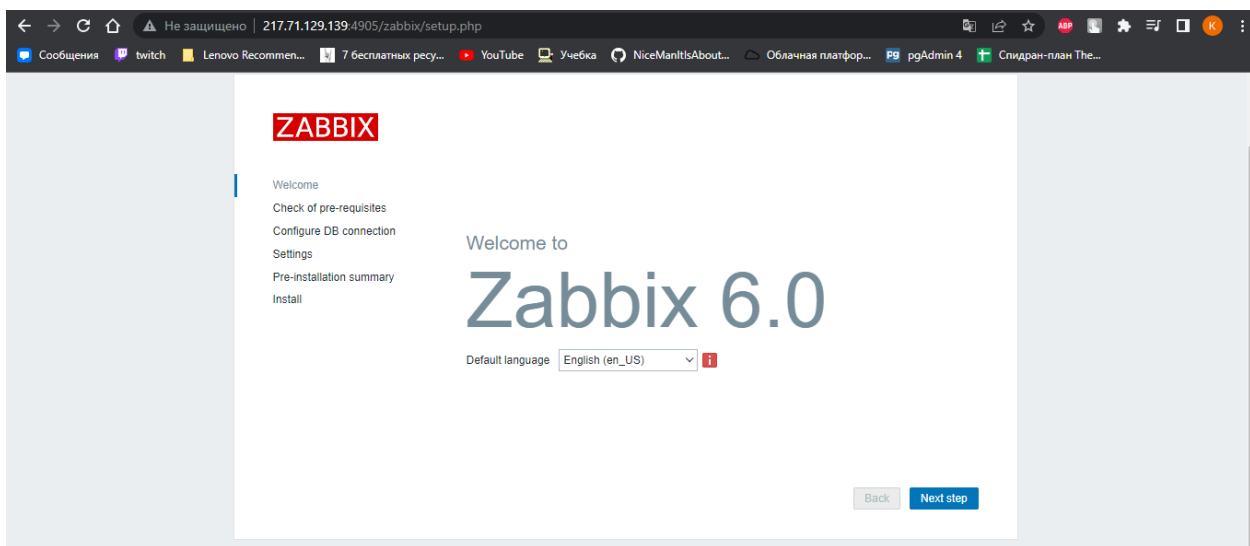 Не защищено | 217.71.129.139:4905/zabbix/setup.php
ABP
K
Сообщения twitch Lenovo Recommen... 7 бесплатных ресу... YouTube Учебка NiceManItIsAbout... Облачная платфор... Pg pgAdmin 4 Спидран-план The...
ZABBIX
Welcome
Check of pre-requisites
Configure DB connection
Settings
Pre-installation summary
Install
Welcome to
Zabbix 6.0
Default language English (en_US) i
Back Next step